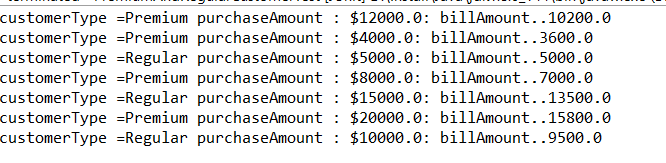 customerType =Premium purchaseAmount : $12000.0: billAmount..10200.0
customerType =Premium purchaseAmount : $4000.0: billAmount..3600.0
customerType =Regular purchaseAmount : $5000.0: billAmount..5000.0
customerType =Premium purchaseAmount : $8000.0: billAmount..7000.0
customerType =Regular purchaseAmount : $15000.0: billAmount..13500.0
customerType =Premium purchaseAmount : $20000.0: billAmount..15800.0
customerType =Regular purchaseAmount : $10000.0: billAmount..9500.0